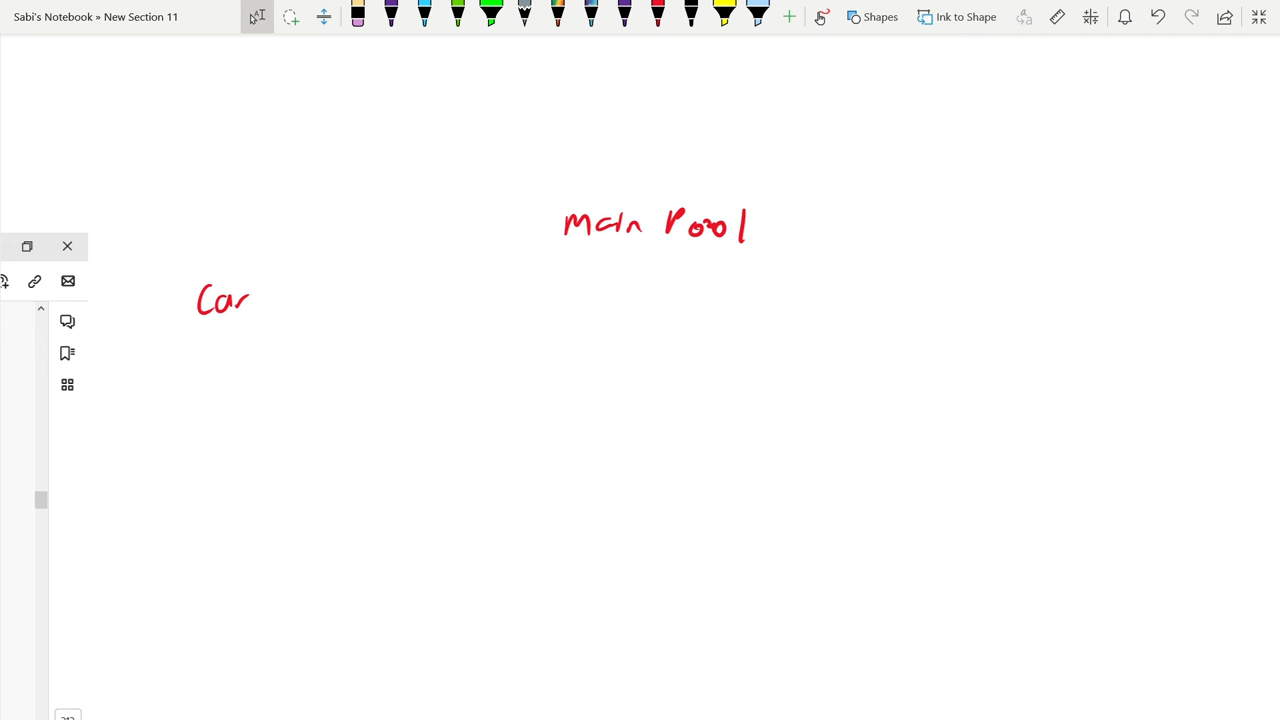 Sabi's Notebook » New Section 11
Shapes
Ink to Shape
Main Pool
Car